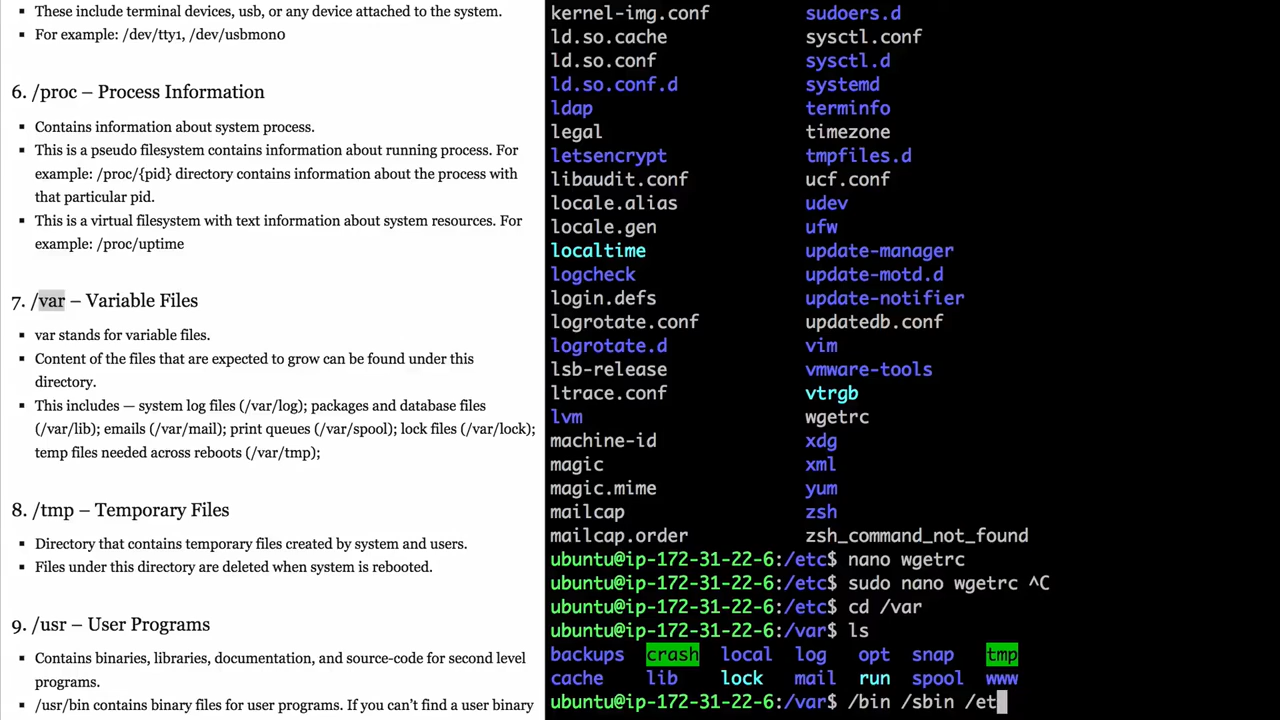 These include terminal devices, usb, or any device attached to the system.
For example: /dev/tty1, /dev/usbmon0
6. /proc – Process Information
Contains information about system process.
This is a pseudo filesystem contains information about running process. For
example: /proc/{pid} directory contains information about the process with
that particular pid.
This is a virtual filesystem with text information about system resources. For
example: /proc/uptime
7. /var – Variable Files
var stands for variable files.
Content of the files that are expected to grow can be found under this
directory.
This includes — system log files (/var/log); packages and database files
(/var/lib); emails (/var/mail); print queues (/var/spool); lock files (/var/lock);
temp files needed across reboots (/var/tmp);
8. /tmp – Temporary Files
Directory that contains temporary files created by system and users.
Files under this directory are deleted when system is rebooted.
9. /usr – User Programs
Contains binaries, libraries, documentation, and source-code for second level
programs.
/usr/bin contains binary files for user programs. If you can’t find a user binary
kernel-img.conf sudoers.d
ld.so.cache sysctl.conf
ld.so.conf sysctl.d
ld.so.conf.d systemd
ldap terminfo
legal timezone
letsencrypt tmpfiles.d
libaudit.conf ucf.conf
locale.alias udev
locale.gen ufw
localtime update-manager
logcheck update-motd.d
login.defs update-notifier
logrotate.conf updatedb.conf
logrotate.d vim
lsb-release vmware-tools
ltrace.conf vtrgb
lvm wgetrc
machine-id xdg
magic xml
magic.mime yum
mailcap zsh
mailcap.order zsh_command_not_found
ubuntu@ip-172-31-22-6:/etc$ nano wgetrc
ubuntu@ip-172-31-22-6:/etc$ sudo nano wgetrc ^C
ubuntu@ip-172-31-22-6:/etc$ cd /var
ubuntu@ip-172-31-22-6:/var$ ls
backups crash local log opt snap tmp
cache lib lock mail run spool www
ubuntu@ip-172-31-22-6:/var$ /bin /sbin /et